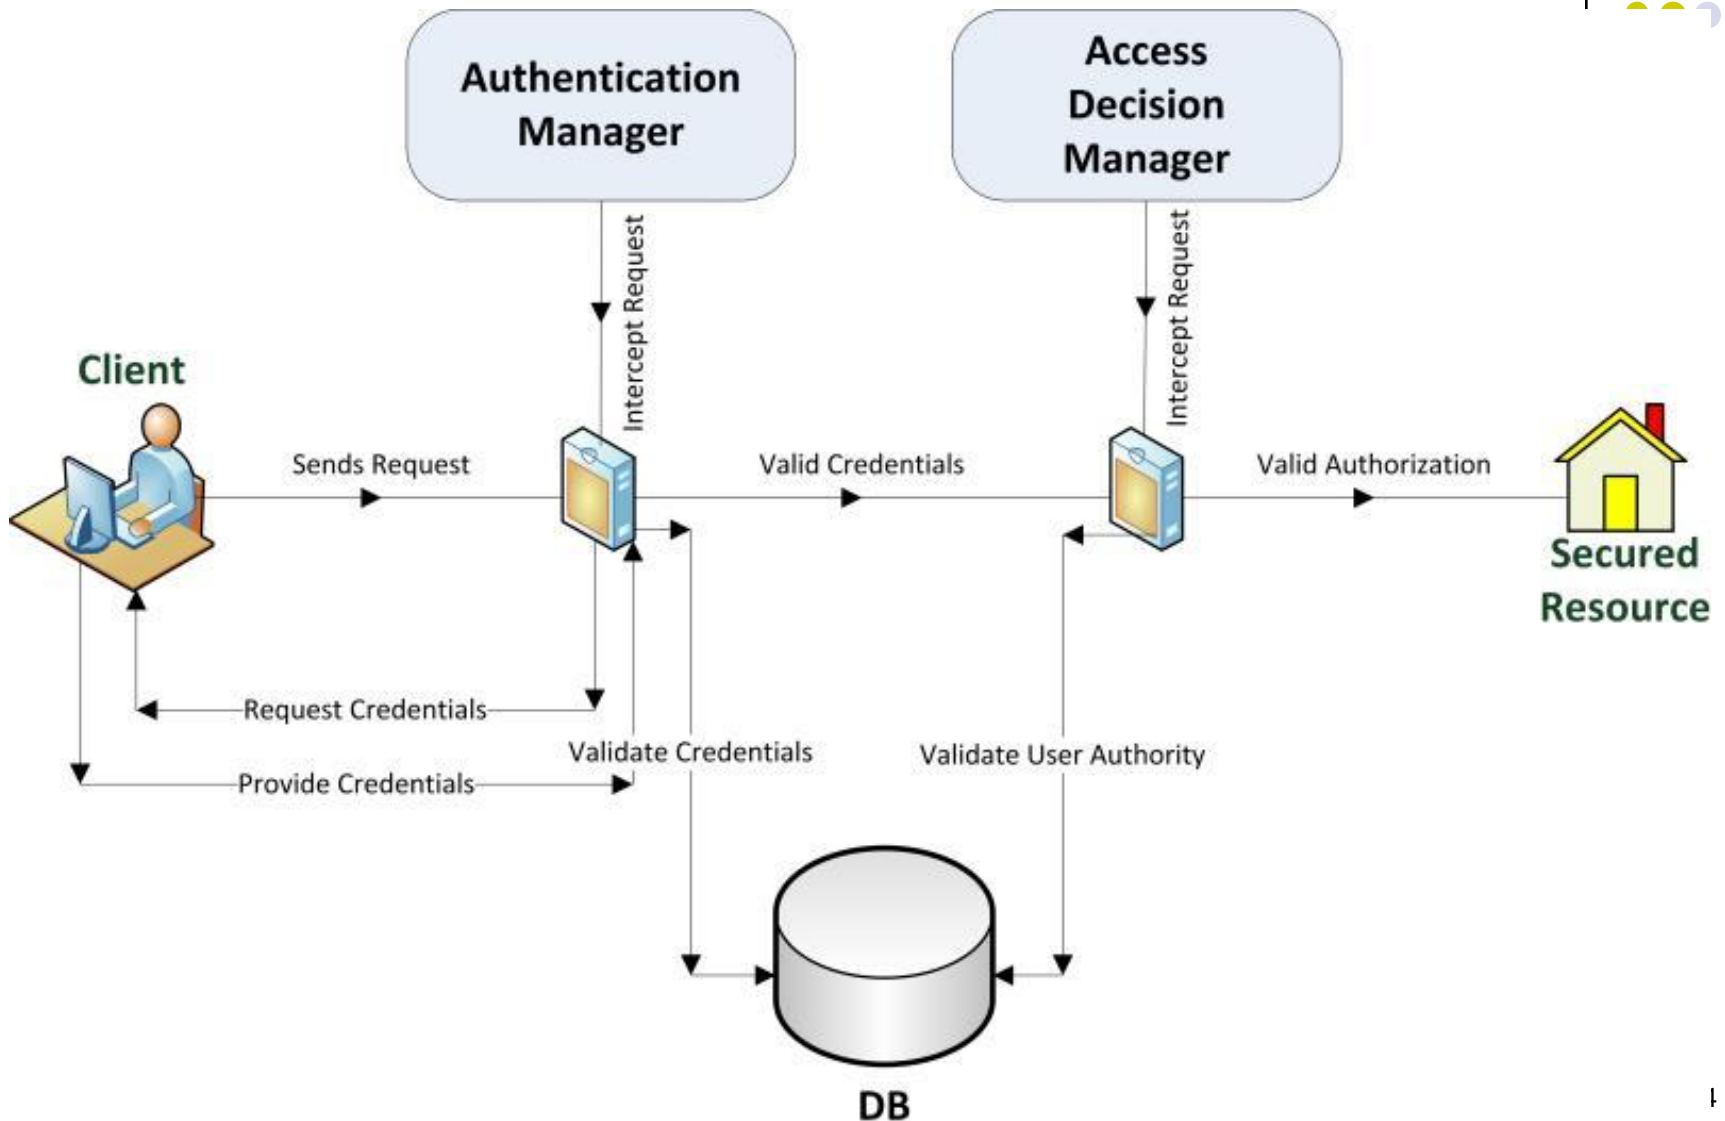 Authentication
Manager
Access
Decision
Manager
Intercept Request
Intercept Request
Client
Sends Request
Valid Credentials
Valid Authorization
Secured
Resource
Request Credentials
Validate Credentials
Validate User Authority
Provide Credentials
DB